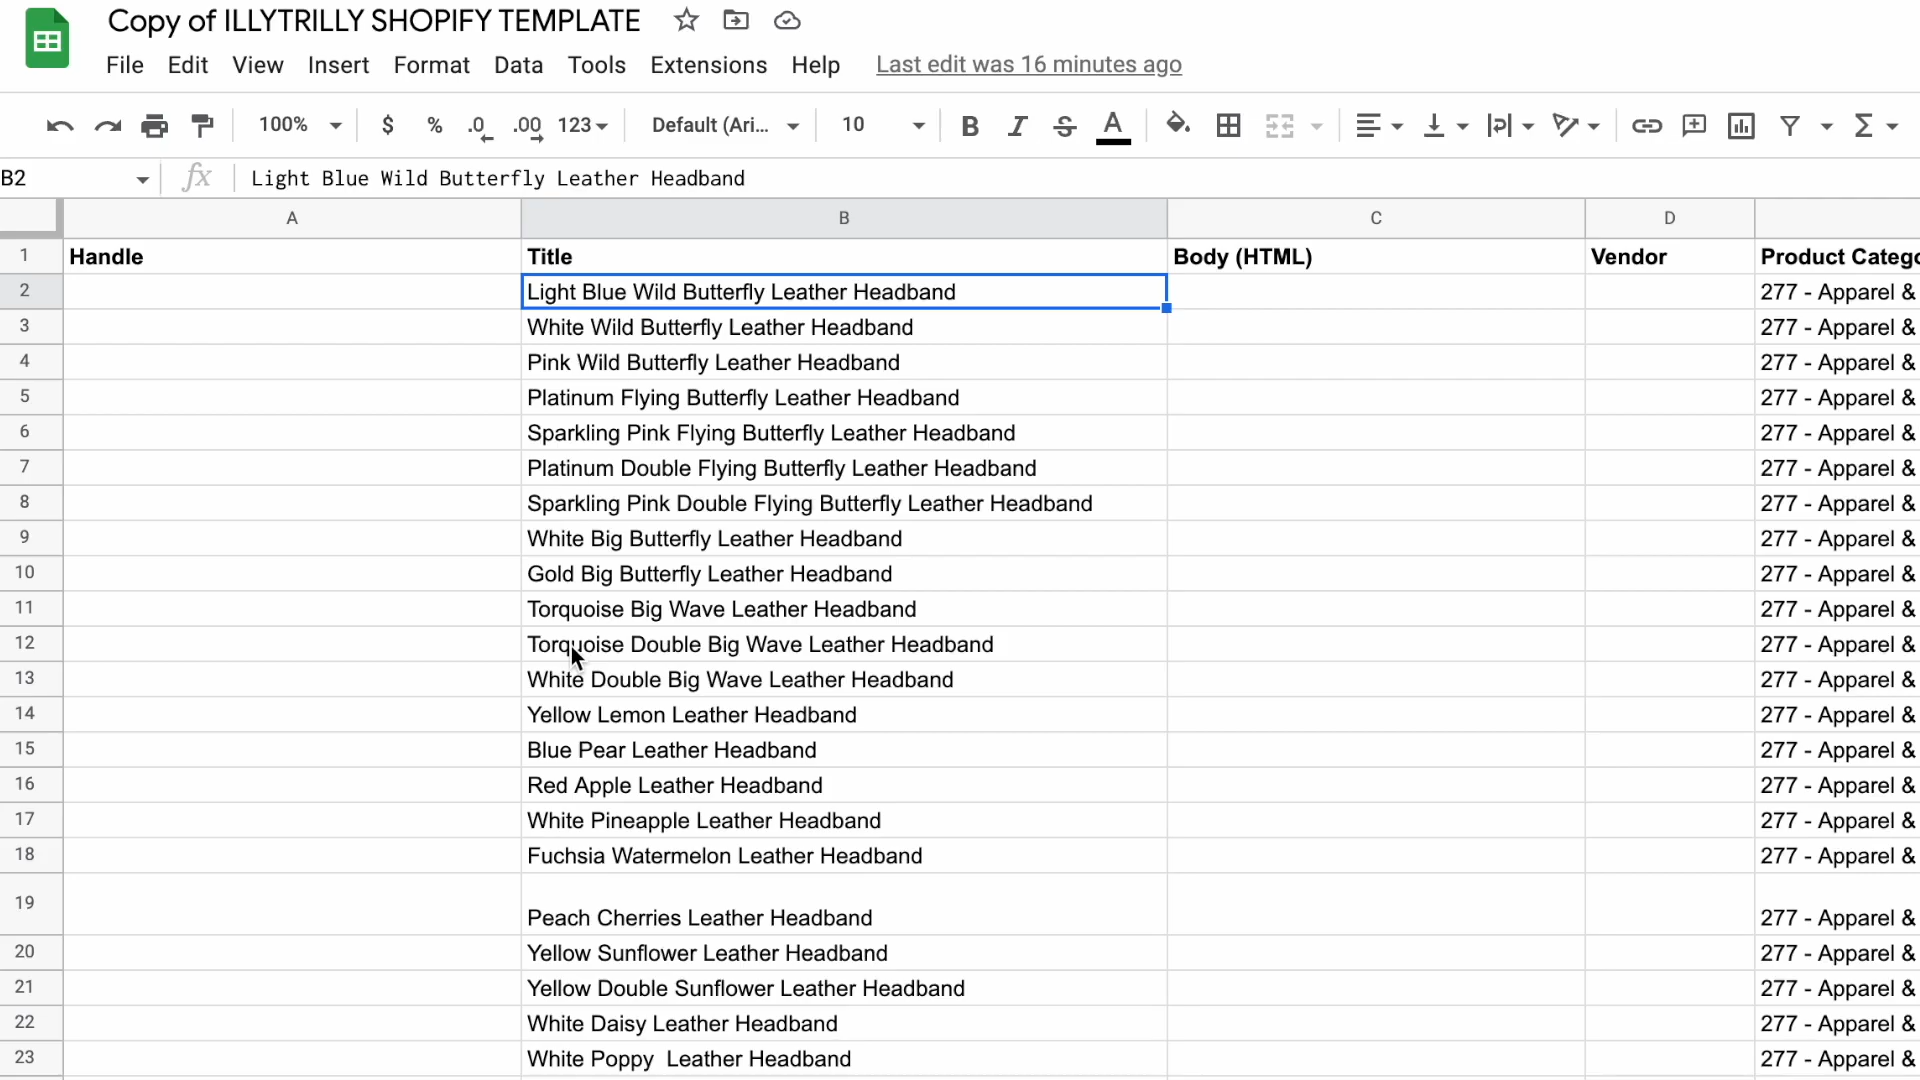 Copy of ILLYTRILLY SHOPIFY TEMPLATE
File Edit View Insert Format Data Tools Extensions Help Last edit was 16 minutes ago
100% $ % .0 .00 123 Default (Ari... 10 B I S A
B2 fx Light Blue Wild Butterfly Leather Headband
A B C D
1 Handle Title Body (HTML) Vendor Product Catego
2 Light Blue Wild Butterfly Leather Headband 277 - Apparel &
3 White Wild Butterfly Leather Headband 277 - Apparel &
4 Pink Wild Butterfly Leather Headband 277 - Apparel &
5 Platinum Flying Butterfly Leather Headband 277 - Apparel &
6 Sparkling Pink Flying Butterfly Leather Headband 277 - Apparel &
7 Platinum Double Flying Butterfly Leather Headband 277 - Apparel &
8 Sparkling Pink Double Flying Butterfly Leather Headband 277 - Apparel &
9 White Big Butterfly Leather Headband 277 - Apparel &
10 Gold Big Butterfly Leather Headband 277 - Apparel &
11 Torquoise Big Wave Leather Headband 277 - Apparel &
12 Torquoise Double Big Wave Leather Headband 277 - Apparel &
13 White Double Big Wave Leather Headband 277 - Apparel &
14 Yellow Lemon Leather Headband 277 - Apparel &
15 Blue Pear Leather Headband 277 - Apparel &
16 Red Apple Leather Headband 277 - Apparel &
17 White Pineapple Leather Headband 277 - Apparel &
18 Fuchsia Watermelon Leather Headband 277 - Apparel &
19 Peach Cherries Leather Headband 277 - Apparel &
20 Yellow Sunflower Leather Headband 277 - Apparel &
21 Yellow Double Sunflower Leather Headband 277 - Apparel &
22 White Daisy Leather Headband 277 - Apparel &
23 White Poppy  Leather Headband 277 - Apparel &